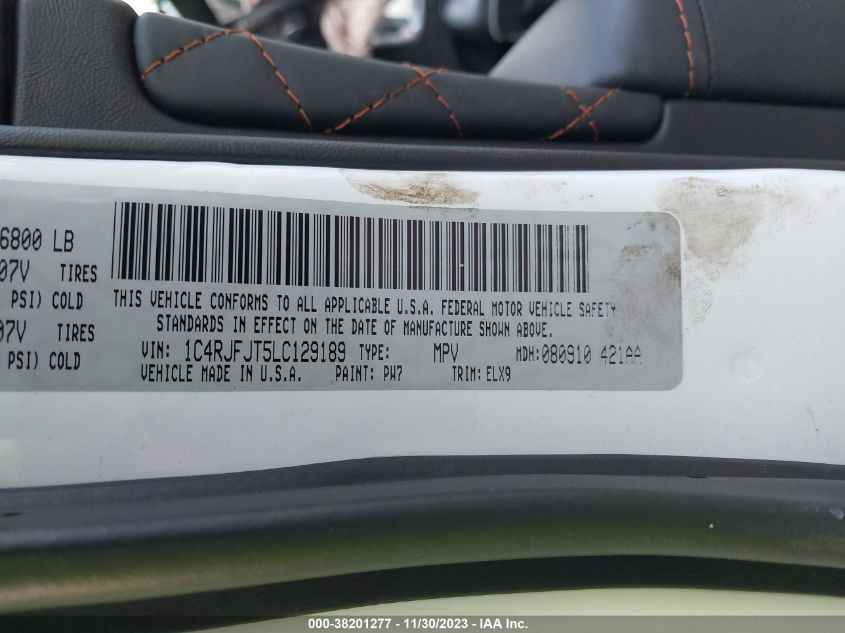 6800 LB
07V TIRES
PSI) COLD
07V TIRES
PSI) COLD
THIS VEHICLE CONFORMS TO ALL APPLICABLE U.S.A. FEDERAL MOTOR VEHICLE SAFETY
STANDARDS IN EFFECT ON THE DATE OF MANUFACTURE SHOWN ABOVE.
VIN: 1C4RJFJT5LC129189 TYPE: MPV MDH: 080910 421AA
VEHICLE MADE IN U.S.A. PAINT: PW7 TRIM: ELX9
000-38201277 - 11/30/2023 - IAA Inc.